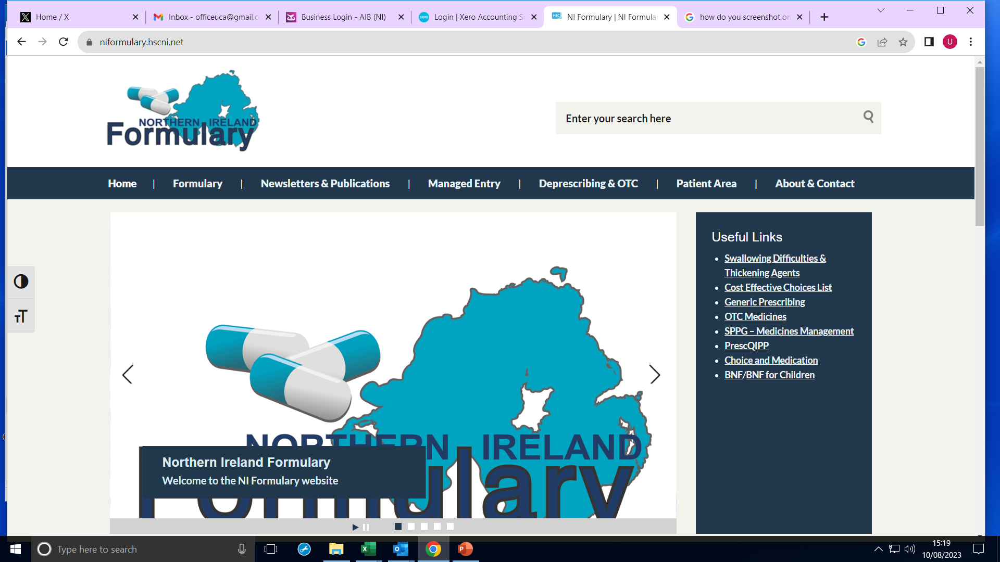 Home / X
Inbox - officeuca@gmail.c
Business Login - AIB (NI)
Login | Xero Accounting So
NI Formulary | NI Formular
how do you screenshot on
niformulary.hscni.net
U
NORTHERN IRELAND
Formulary
Enter your search here
Home | Formulary | Newsletters & Publications | Managed Entry | Deprescribing & OTC | Patient Area | About & Contact
NORTHERN IRELAND
Formulary
Northern Ireland Formulary
Welcome to the NI Formulary website
Useful Links
Swallowing Difficulties &
Thickening Agents
Cost Effective Choices List
Generic Prescribing
OTC Medicines
SPPG – Medicines Management
PrescQIPP
Choice and Medication
BNF/BNF for Children
Type here to search
15:19
10/08/2023